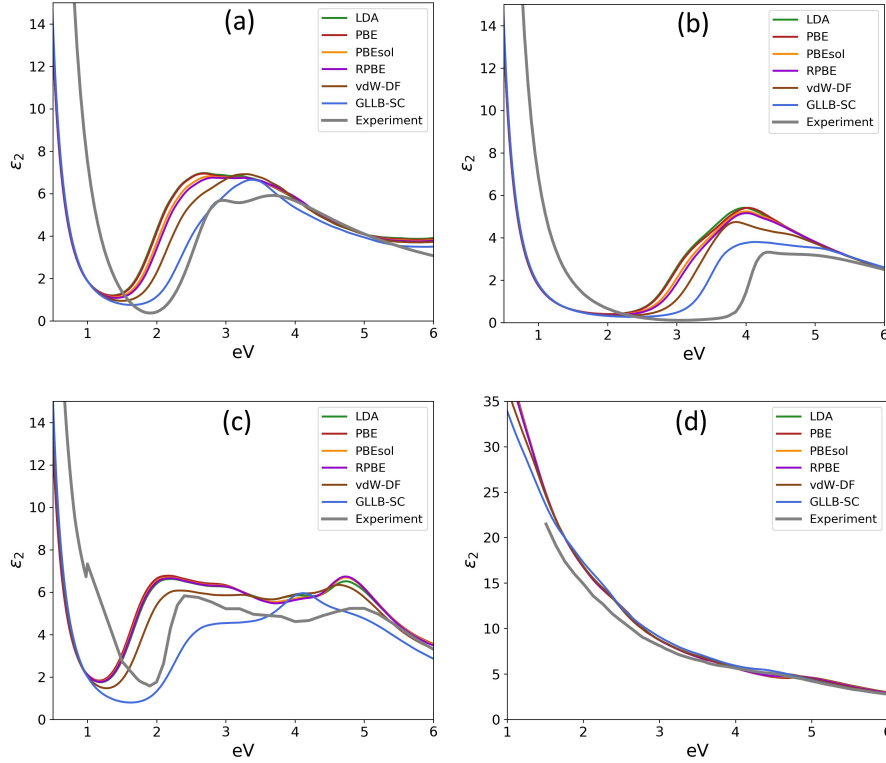 (a)
LDA
PBE
PBEsol
RPBE
vdW-DF
GLLB-SC
Experiment
14
12
10
8
6
4
2
0
ε2
1
2
3
4
5
6
eV
(b)
LDA
PBE
PBEsol
RPBE
vdW-DF
GLLB-SC
Experiment
14
12
10
8
6
4
2
0
ε2
1
2
3
4
5
6
eV
(c)
LDA
PBE
PBEsol
RPBE
vdW-DF
GLLB-SC
Experiment
14
12
10
8
6
4
2
0
ε2
1
2
3
4
5
6
eV
(d)
LDA
PBE
PBEsol
RPBE
vdW-DF
GLLB-SC
Experiment
35
30
25
20
15
10
5
0
ε2
1
2
3
4
5
6
eV